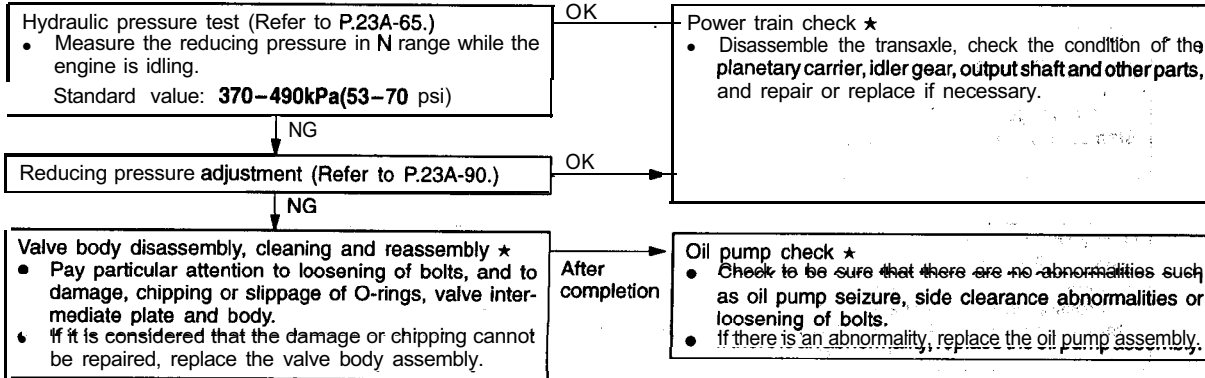 Hydraulic pressure test (Refer to P.23A-65.)
• Measure the reducing pressure in N range while the
engine is idling.
Standard value: 370–490kPa(53–70 psi)
OK
Power train check ★
• Disassemble the transaxle, check the condition of the
planetary carrier, idler gear, output shaft and other parts,
and repair or replace if necessary.
NG
Reducing pressure adjustment (Refer to P.23A-90.)
OK
NG
Valve body disassembly, cleaning and reassembly ★
• Pay particular attention to loosening of bolts, and to
damage, chipping or slippage of O-rings, valve inter-
mediate plate and body.
• If it is considered that the damage or chipping cannot
be repaired, replace the valve body assembly.
After
completion
Oil pump check ★
• Check to be sure that there are no abnormalities such
as oil pump seizure, side clearance abnormalities or
loosening of bolts.
• If there is an abnormality, replace the oil pump assembly.